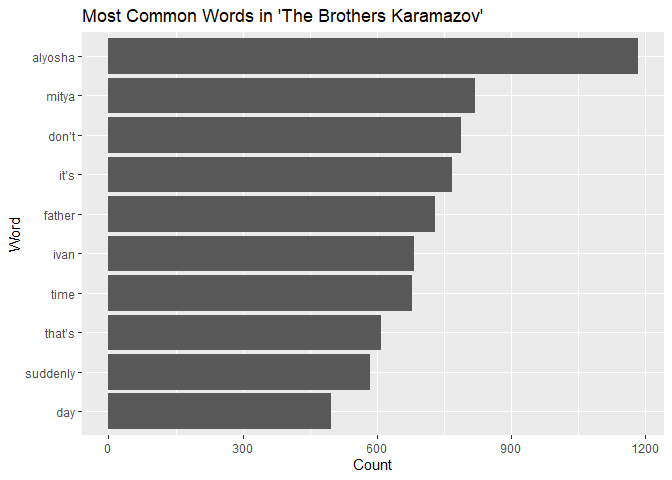 Most Common Words in 'The Brothers Karamazov'
alyosha
mitya
don't
it's
father
ivan
time
that's
suddenly
day
Word
0 300 600 900 1200
Count